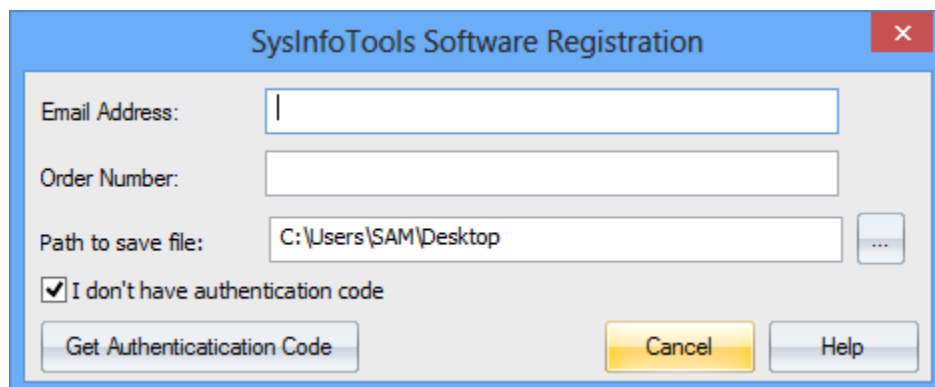 SysInfoTools Software Registration
Email Address:
Order Number:
Path to save file: C:\Users\SAM\Desktop ...
I don't have authentication code
Get Authenticatication Code Cancel Help